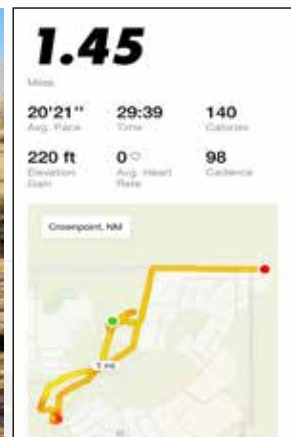 1.45
Miles
20'21" 29:39 140
Avg. Pace Time Calories
220 ft 0 98
Elevation Avg. Heart Cadence
Gain Rate
Crownpoint, NM
1 mi